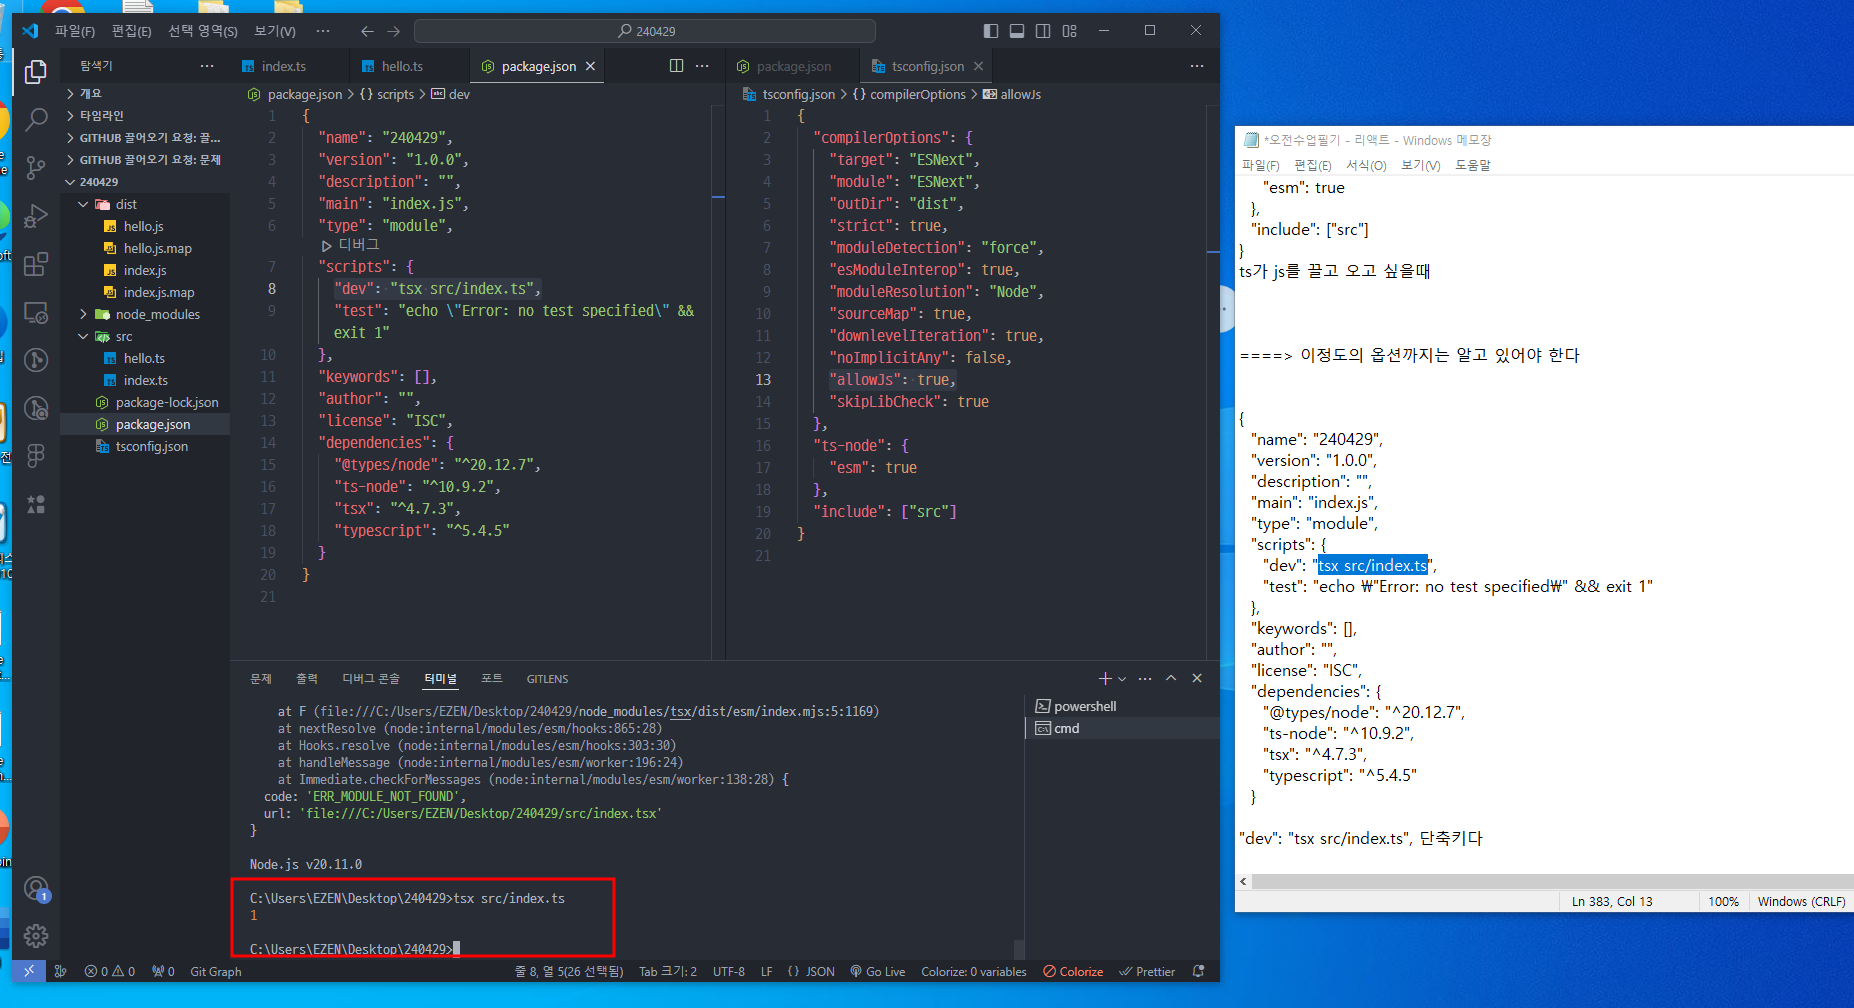 파일(F) 편집(E) 선택 영역(S) 보기(V) ··· 240429
탐색기 ···
개요
타임라인
GITHUB 끌어오기 요청: 끌...
GITHUB 끌어오기 요청: 문제
240429
dist
hello.js
hello.js.map
index.js
index.js.map
node_modules
src
hello.ts
index.ts
package-lock.json
package.json
tsconfig.json
index.ts hello.ts package.json
package.json > {} scripts > dev
1 {
2 "name": "240429",
3 "version": "1.0.0",
4 "description": "",
5 "main": "index.js",
6 "type": "module",
디버그
7 "scripts": {
8 "dev": "tsx src/index.ts",
9 "test": "echo \"Error: no test specified\" &&
exit 1"
10 },
11 "keywords": [],
12 "author": "",
13 "license": "ISC",
14 "dependencies": {
15 "@types/node": "^20.12.7",
16 "ts-node": "^10.9.2",
17 "tsx": "^4.7.3",
18 "typescript": "^5.4.5"
19 }
20 }
21
package.json tsconfig.json
tsconfig.json > {} compilerOptions > allowJs
1 {
2 "compilerOptions": {
3 "target": "ESNext",
4 "module": "ESNext",
5 "outDir": "dist",
6 "strict": true,
7 "moduleDetection": "force",
8 "esModuleInterop": true,
9 "moduleResolution": "Node",
10 "sourceMap": true,
11 "downlevelIteration": true,
12 "noImplicitAny": false,
13 "allowJs": true,
14 "skipLibCheck": true
15 },
16 "ts-node": {
17 "esm": true
18 },
19 "include": ["src"]
20 }
21
문제 출력 디버그 콘솔 터미널 포트 GITLENS
at F (file:///C:/Users/EZEN/Desktop/240429/node_modules/tsx/dist/esm/index.mjs:5:1169)
at nextResolve (node:internal/modules/esm/hooks:865:28)
at Hooks.resolve (node:internal/modules/esm/hooks:303:30)
at handleMessage (node:internal/modules/esm/worker:196:24)
at Immediate.checkForMessages (node:internal/modules/esm/worker:138:28) {
code: 'ERR_MODULE_NOT_FOUND',
url: 'file:///C:/Users/EZEN/Desktop/240429/src/index.tsx'
}
Node.js v20.11.0
C:\Users\EZEN\Desktop\240429>tsx src/index.ts
1
C:\Users\EZEN\Desktop\240429>
powershell
cmd
1
0 0 0 Git Graph 줄 8, 열 5(26 선택됨) Tab 크기: 2 UTF-8 LF {} JSON Go Live Colorize: 0 variables Colorize Prettier
*오전수업필기 - 리액트 - Windows 메모장
파일(F) 편집(E) 서식(O) 보기(V) 도움말
"esm": true
},
"include": ["src"]
}
ts가 js를 끌고 오고 싶을때
====> 이정도의 옵션까지는 알고 있어야 한다
{
"name": "240429",
"version": "1.0.0",
"description": "",
"main": "index.js",
"type": "module",
"scripts": {
"dev": "tsx src/index.ts",
"test": "echo ₩"Error: no test specified₩" && exit 1"
},
"keywords": [],
"author": "",
"license": "ISC",
"dependencies": {
"@types/node": "^20.12.7",
"ts-node": "^10.9.2",
"tsx": "^4.7.3",
"typescript": "^5.4.5"
}
"dev": "tsx src/index.ts", 단축키다
Ln 383, Col 13 100% Windows (CRLF)